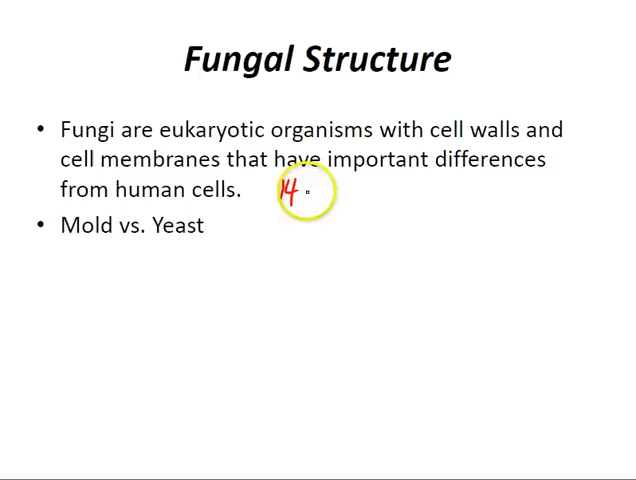 Fungal Structure
• Fungi are eukaryotic organisms with cell walls and
cell membranes that have important differences
from human cells. 14
• Mold vs. Yeast